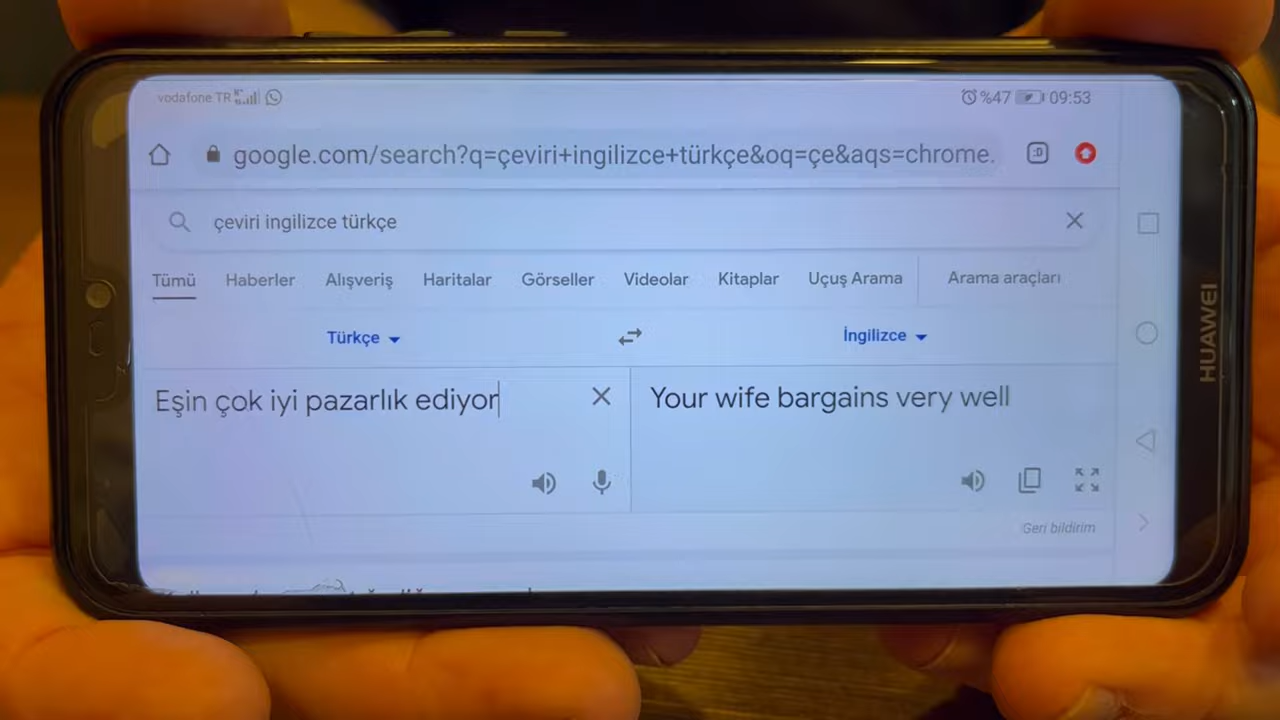 vodafone TR %47 09:53
google.com/search?q=çeviri+ingilizce+türkçe&oq=çe&aqs=chrome. :D
çeviri ingilizce türkçe
Tümü Haberler Alışveriş Haritalar Görseller Videolar Kitaplar Uçuş Arama Arama araçları
Türkçe İngilizce
Eşin çok iyi pazarlık ediyor Your wife bargains very well
Geri bildirim
HUAWEI